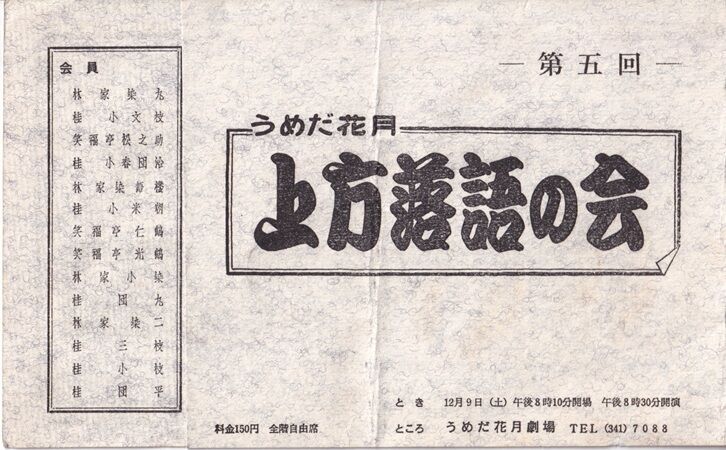 会員
林家染丸
桂小文枝
笑福亭松之助
桂小春団治
林家染語楼
桂小米朝
笑福亭仁鶴
笑福亭光鶴
林家小染
桂団九
林家染二
桂三枝
桂小枝
桂団平
―第五回―
うめだ花月
上方落語の会
とき 12月9日(土)午後8時10分開場 午後8時30分開演
料金150円 全階自由席 ところ うめだ花月劇場 TEL(341)7088